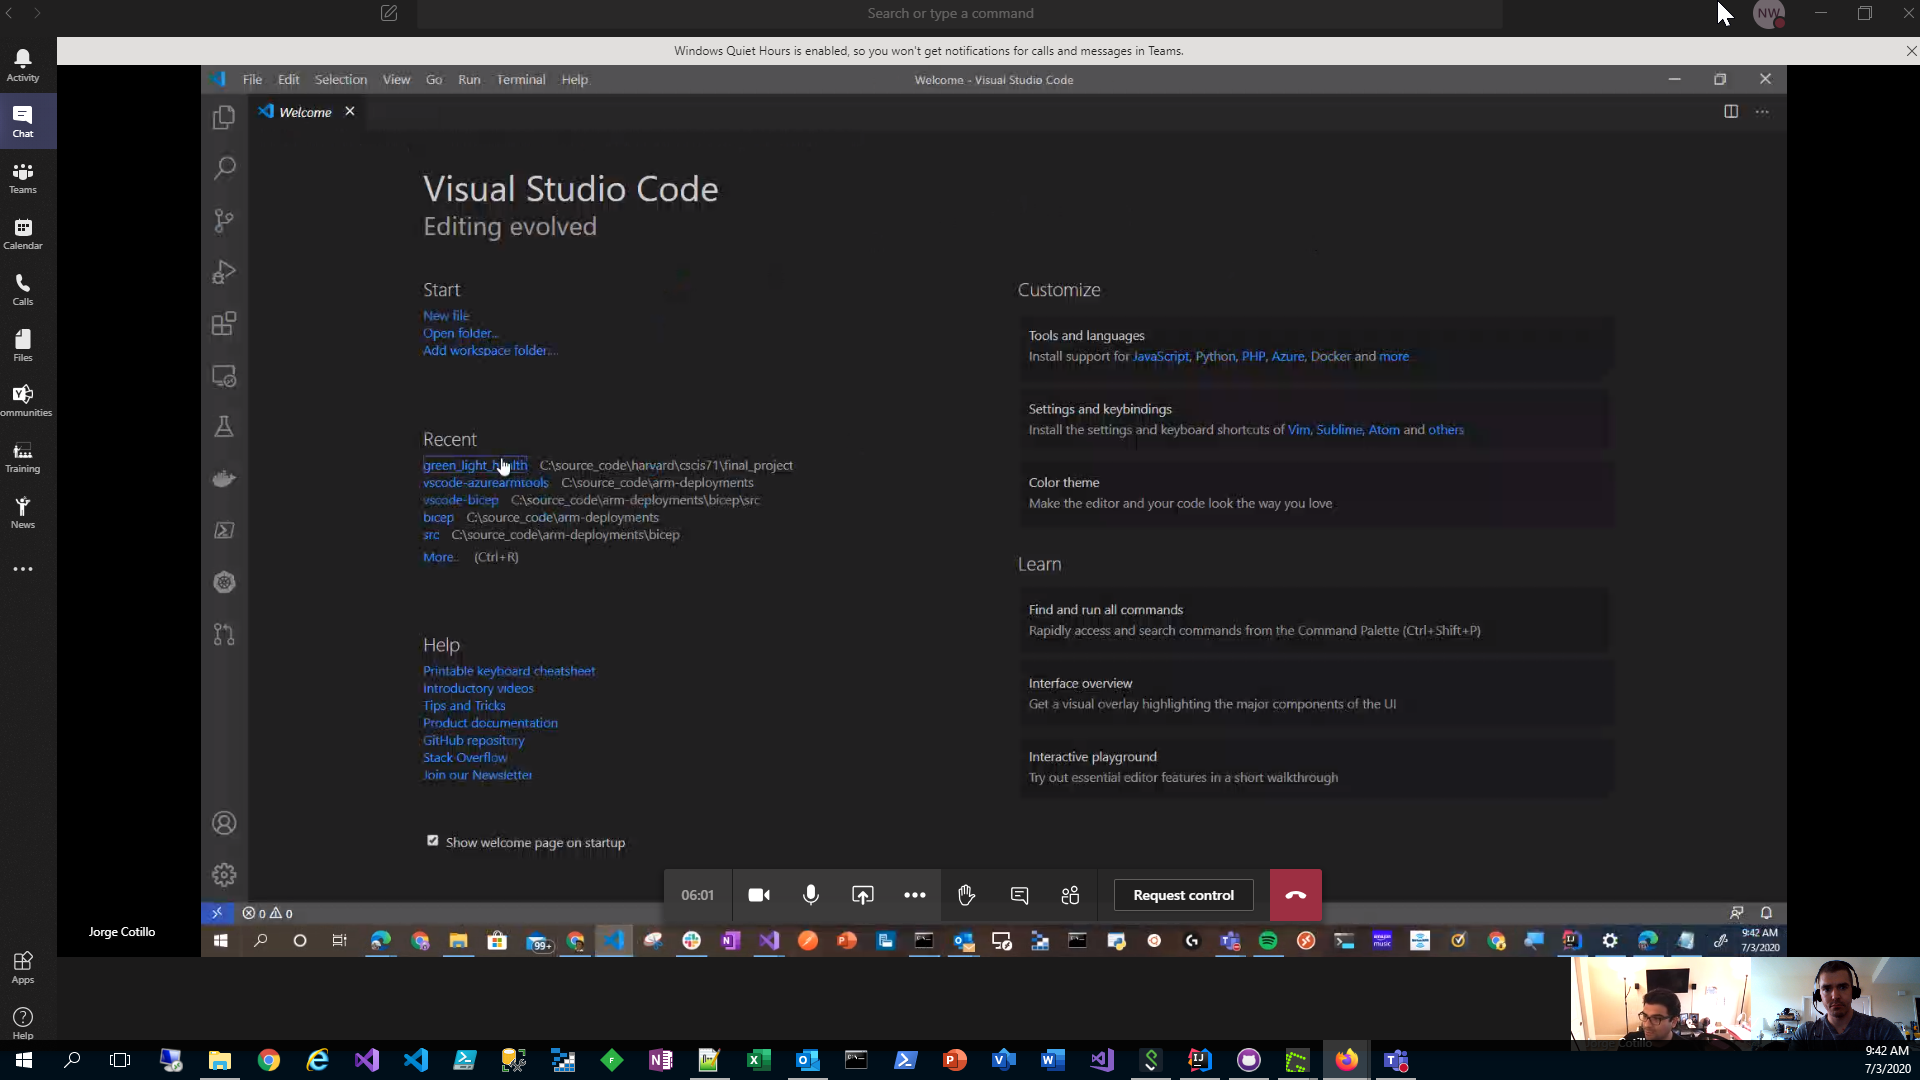 Search or type a command
NW
Windows Quiet Hours is enabled, so you won't get notifications for calls and messages in Teams.
Activity
Chat
Teams
Calendar
Calls
Files
ommunities
Training
News
Apps
Help
File Edit Selection View Go Run Terminal Help
Welcome - Visual Studio Code
Welcome
Visual Studio Code
Editing evolved
Start
New file
Open folder...
Add workspace folder...
Recent
green_light_health C:\source_code\harvard\cscis71\final_project
vscode-azurearmtools C:\source_code\arm-deployments
vscode-bicep C:\source_code\arm-deployments\bicep\src
bicep C:\source_code\arm-deployments
src C:\source_code\arm-deployments\bicep
More... (Ctrl+R)
Help
Printable keyboard cheatsheet
Introductory videos
Tips and Tricks
Product documentation
GitHub repository
Stack Overflow
Join our Newsletter
Show welcome page on startup
Customize
Tools and languages
Install support for JavaScript, Python, PHP, Azure, Docker and more
Settings and keybindings
Install the settings and keyboard shortcuts of Vim, Sublime, Atom and others
Color theme
Make the editor and your code look the way you love
Learn
Find and run all commands
Rapidly access and search commands from the Command Palette (Ctrl+Shift+P)
Interface overview
Get a visual overlay highlighting the major components of the UI
Interactive playground
Try out essential editor features in a short walkthrough
06:01
Request control
0 0
Jorge Cotillo
99+
9:42 AM
7/3/2020
Cotillo
9:42 AM
7/3/2020